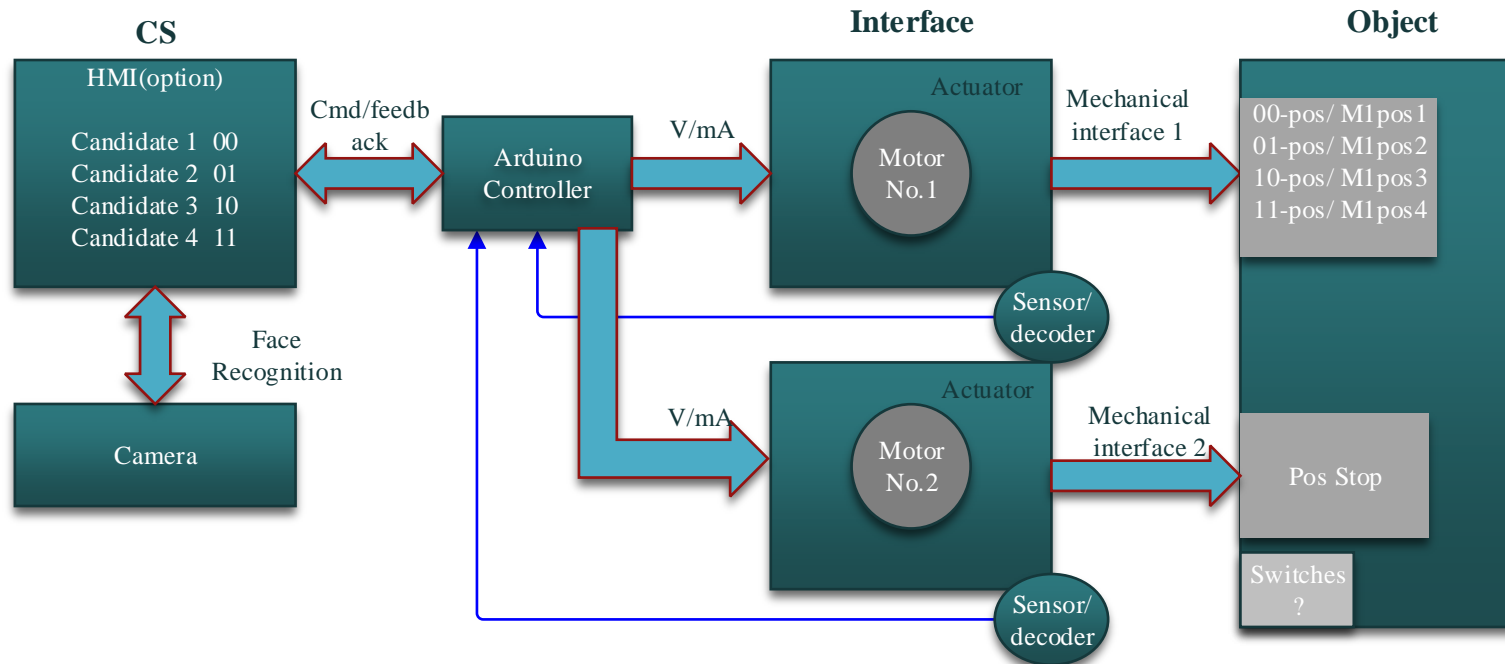 CS
Interface
Object
HMI(option)
Candidate 1  00
Candidate 2  01
Candidate 3  10
Candidate 4  11
Cmd/feedb
ack
Arduino
Controller
V/mA
Actuator
Motor
No.1
Mechanical
interface 1
00-pos/ M1pos1
01-pos/ M1pos2
10-pos/ M1pos3
11-pos/ M1pos4
Sensor/
decoder
Face
Recognition
Camera
V/mA
Actuator
Motor
No.2
Mechanical
interface 2
Pos Stop
Switches
?
Sensor/
decoder